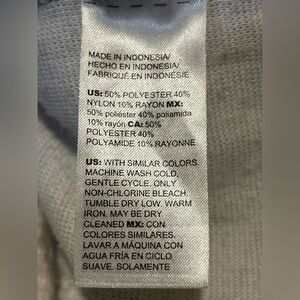 MADE IN INDONESIA/
HECHO EN INDONESIA/
FABRIQUÉ EN INDONÉSIE
US: 50% POLYESTER 40%
NYLON 10% RAYON MX:
50% poliéster 40% poliamida
10% rayón CA: 50%
POLYESTER 40%
POLYAMIDE 10% RAYONNE
US: WITH SIMILAR COLORS.
MACHINE WASH COLD,
GENTLE CYCLE. ONLY
NON-CHLORINE BLEACH.
TUMBLE DRY LOW. WARM
IRON. MAY BE DRY
CLEANED MX: CON
COLORES SIMILARES.
LAVAR A MÁQUINA CON
AGUA FRÍA EN CICLO
SUAVE. SOLAMENTE